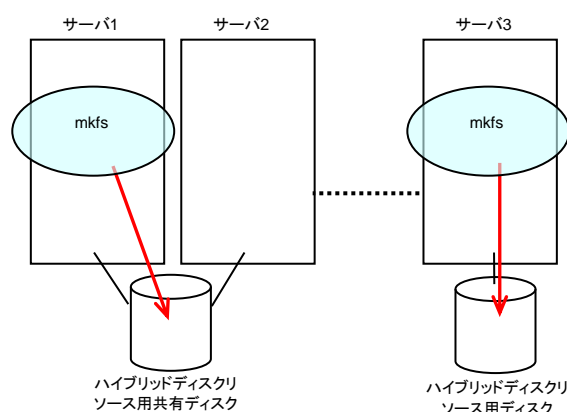 サーバ1
サーバ2
サーバ3
mkfs
mkfs
ハイブリッドディスクリ
ソース用共有ディスク
ハイブリッドディスクリ
ソース用ディスク